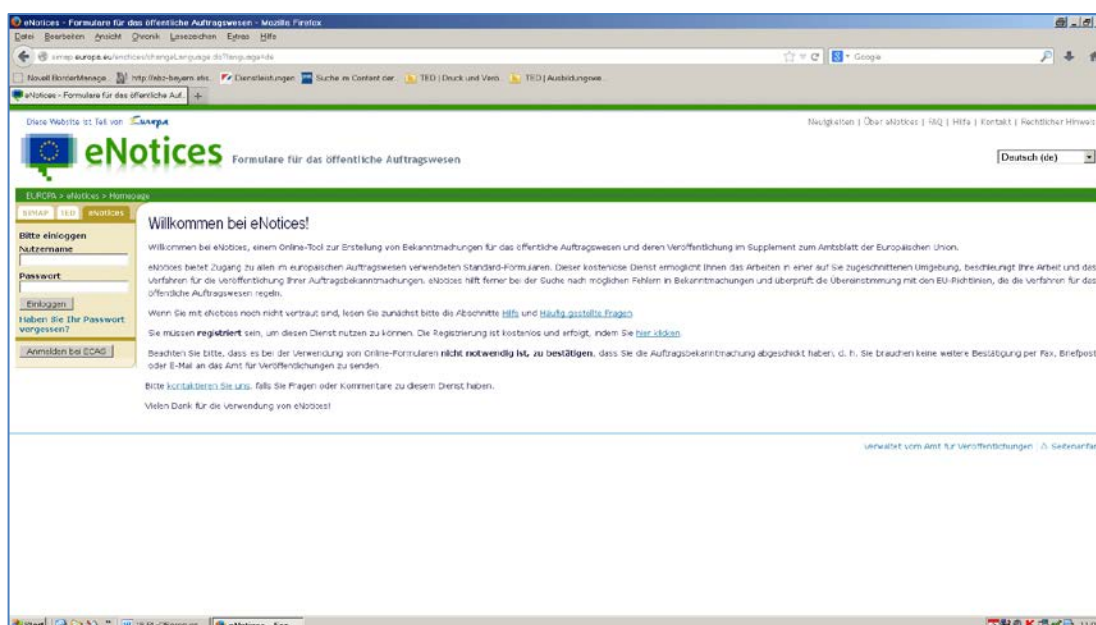 eNotices - Formulare für das öffentliche Auftragswesen - Mozilla Firefox
Datei Bearbeiten Ansicht Chronik Lesezeichen Extras Hilfe
simap.europa.eu/enotices/changeLanguage.do?language=de
Google
Novell BorderManage... Dienstleistungen Suche im Content der... TED | Druck und Verö... TED | Ausbildungswe...
eNotices - Formulare für das öffentliche Auf...
Diese Website ist Teil von Europa
Neuigkeiten | Über eNotices | FAQ | Hilfe | Kontakt | Rechtlicher Hinweis
eNotices Formulare für das öffentliche Auftragswesen
Deutsch (de)
EUROPA > eNotices > Homepage
SIMAP TED eNotices
Bitte einloggen
Nutzername
Passwort
Einloggen
Haben Sie Ihr Passwort
vergessen?
Anmelden bei ECAS
Willkommen bei eNotices!
Willkommen bei eNotices, einem Online-Tool zur Erstellung von Bekanntmachungen für das öffentliche Auftragswesen und deren Veröffentlichung im Supplement zum Amtsblatt der Europäischen Union.
eNotices bietet Zugang zu allen im europäischen Auftragswesen verwendeten Standard-Formularen. Dieser kostenlose Dienst ermöglicht Ihnen das Arbeiten in einer auf Sie zugeschnittenen Umgebung, beschleunigt Ihre Arbeit und das
Verfahren für die Veröffentlichung Ihrer Auftragsbekanntmachungen. eNotices hilft ferner bei der Suche nach möglichen Fehlern in Bekanntmachungen und überprüft die Übereinstimmung mit den EU-Richtlinien, die die Verfahren für das
öffentliche Auftragswesen regeln.
Wenn Sie mit eNotices noch nicht vertraut sind, lesen Sie zunächst bitte die Abschnitte Hilfe und Häufig gestellte Fragen.
Sie müssen registriert sein, um diesen Dienst nutzen zu können. Die Registrierung ist kostenlos und erfolgt, indem Sie hier klicken.
Beachten Sie bitte, dass es bei der Verwendung von Online-Formularen nicht notwendig ist, zu bestätigen, dass Sie die Auftragsbekanntmachung abgeschickt haben, d. h. Sie brauchen keine weitere Bestätigung per Fax, Briefpost
oder E-Mail an das Amt für Veröffentlichungen zu senden.
Bitte kontaktieren Sie uns, falls Sie Fragen oder Kommentare zu diesem Dienst haben.
Vielen Dank für die Verwendung von eNotices!
Verwaltet vom Amt für Veröffentlichungen